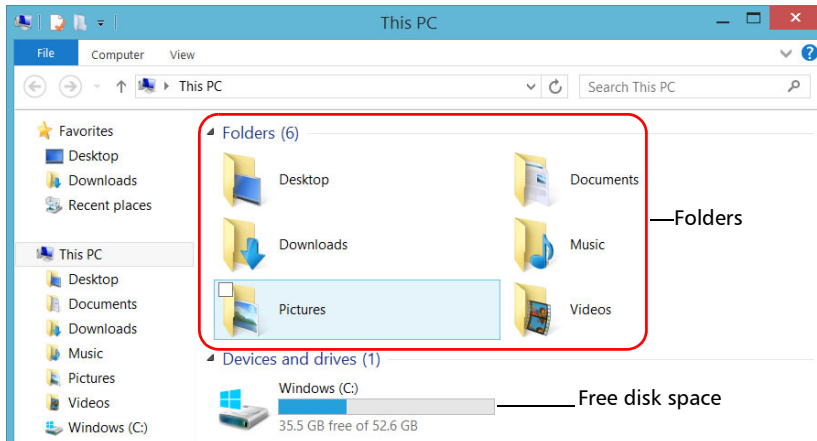 This PC
File Computer View
This PC
Search This PC
Favorites
Desktop
Downloads
Recent places
This PC
Desktop
Documents
Downloads
Music
Pictures
Videos
Windows (C:)
Folders (6)
Desktop
Documents
Downloads
Music
Pictures
Videos
Folders
Devices and drives (1)
Windows (C:)
35.5 GB free of 52.6 GB
Free disk space